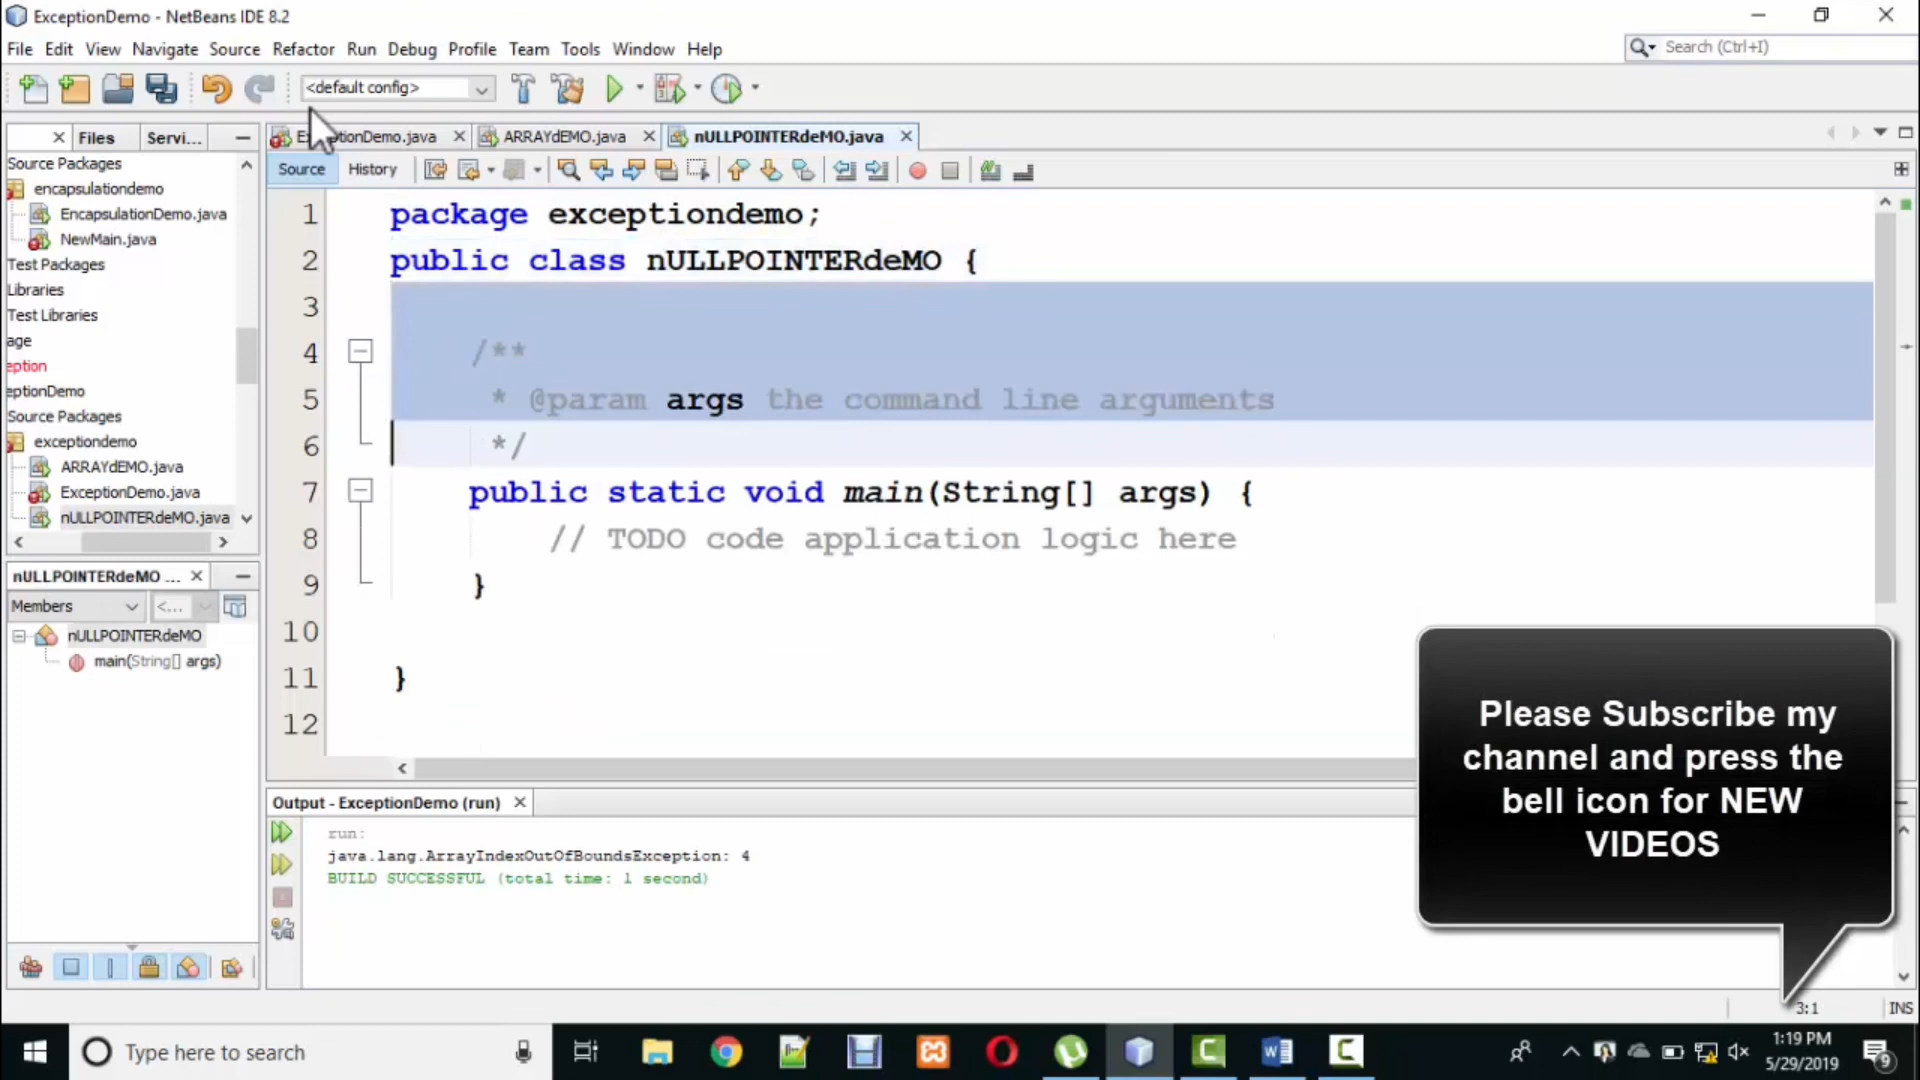 ExceptionDemo - NetBeans IDE 8.2
File Edit View Navigate Source Refactor Run Debug Profile Team Tools Window Help
Search (Ctrl+I)
<default config>
Files Servi...
ExceptionDemo.java ARRAYdEMO.java nULLPOINTERdeMO.java
Source History
Source Packages
encapsulationdemo
EncapsulationDemo.java
NewMain.java
Test Packages
Libraries
Test Libraries
age
eption
eptionDemo
Source Packages
exceptiondemo
ARRAYdEMO.java
ExceptionDemo.java
nULLPOINTERdeMO.java
nULLPOINTERdeMO ...
Members <...
nULLPOINTERdeMO
main(String[] args)
1 package exceptiondemo;
2 public class nULLPOINTERdeMO {
3
4 /**
5 * @param args the command line arguments
6 */
7 public static void main(String[] args) {
8 // TODO code application logic here
9 }
10
11 }
12
Output - ExceptionDemo (run)
run:
java.lang.ArrayIndexOutOfBoundsException: 4
BUILD SUCCESSFUL (total time: 1 second)
Please Subscribe my
channel and press the
bell icon for NEW
VIDEOS
3:1 INS
Type here to search
1:19 PM
5/29/2019
9